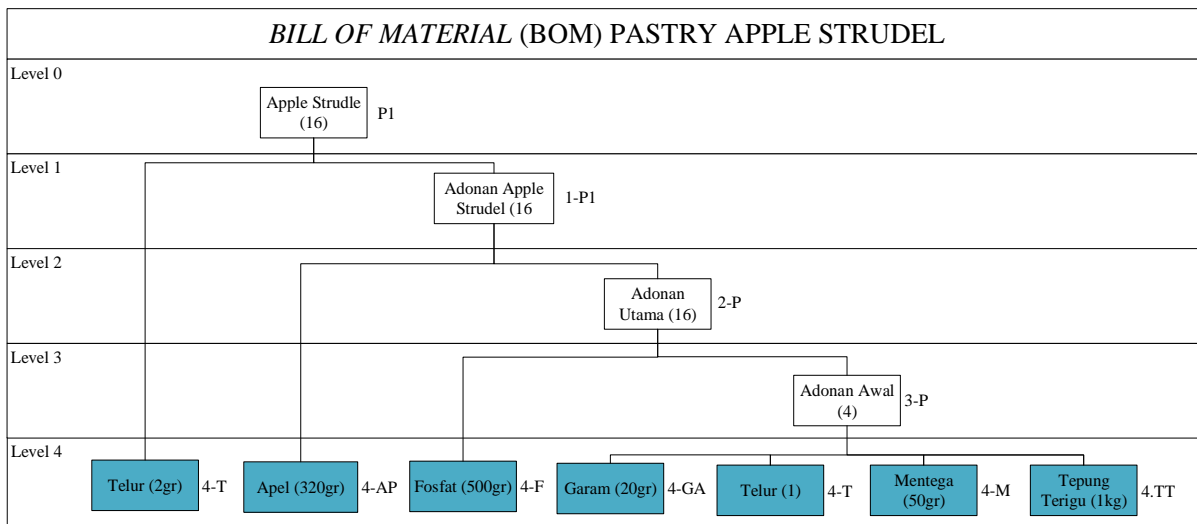 BILL OF MATERIAL (BOM) PASTRY APPLE STRUDEL
Level 0
Apple Strudle
(16)
P1
Level 1
Adonan Apple
Strudel (16
1-P1
Level 2
Adonan
Utama (16)
2-P
Level 3
Adonan Awal
(4)
3-P
Level 4
Telur (2gr)
4-T
Apel (320gr)
4-AP
Fosfat (500gr)
4-F
Garam (20gr)
4-GA
Telur (1)
4-T
Mentega
(50gr)
4-M
Tepung
Terigu (1kg)
4.TT